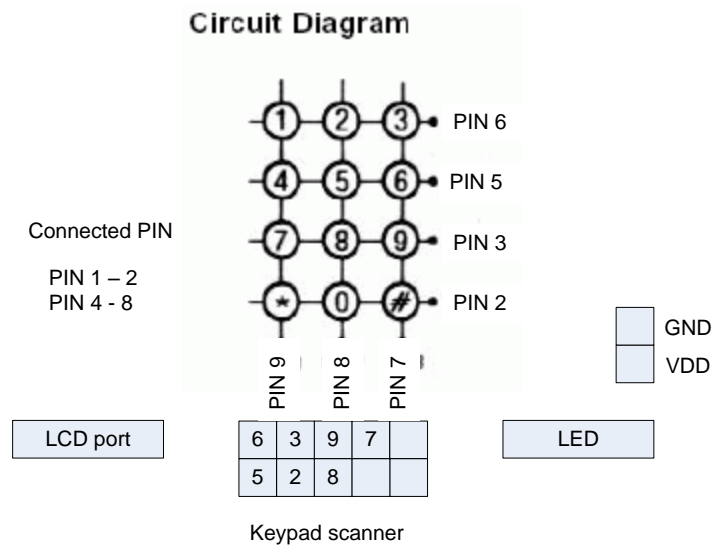 Circuit Diagram
1 2 3 PIN 6
4 5 6 PIN 5
7 8 9 PIN 3
* 0 # PIN 2
Connected PIN
PIN 1 – 2
PIN 4 - 8
PIN 9 PIN 8 PIN 7
GND
VDD
LCD port
6 3 9 7
5 2 8
LED
Keypad scanner